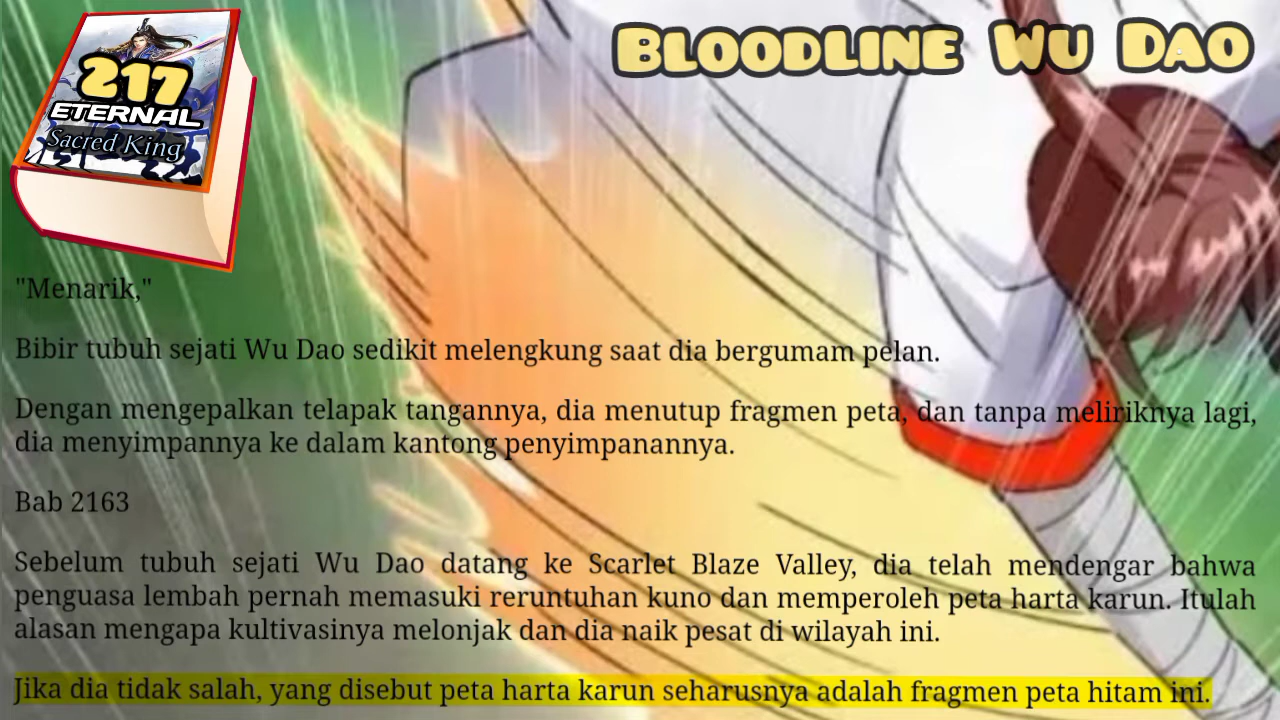 BLOODLINE WU DAO
217
ETERNAL
Sacred King
"Menarik,"
Bibir tubuh sejati Wu Dao sedikit melengkung saat dia bergumam pelan.
Dengan mengepalkan telapak tangannya, dia menutup fragmen peta, dan tanpa meliriknya lagi,
dia menyimpannya ke dalam kantong penyimpanannya.
Bab 2163
Sebelum tubuh sejati Wu Dao datang ke Scarlet Blaze Valley, dia telah mendengar bahwa
penguasa lembah pernah memasuki reruntuhan kuno dan memperoleh peta harta karun. Itulah
alasan mengapa kultivasinya melonjak dan dia naik pesat di wilayah ini.
Jika dia tidak salah, yang disebut peta harta karun seharusnya adalah fragmen peta hitam ini.